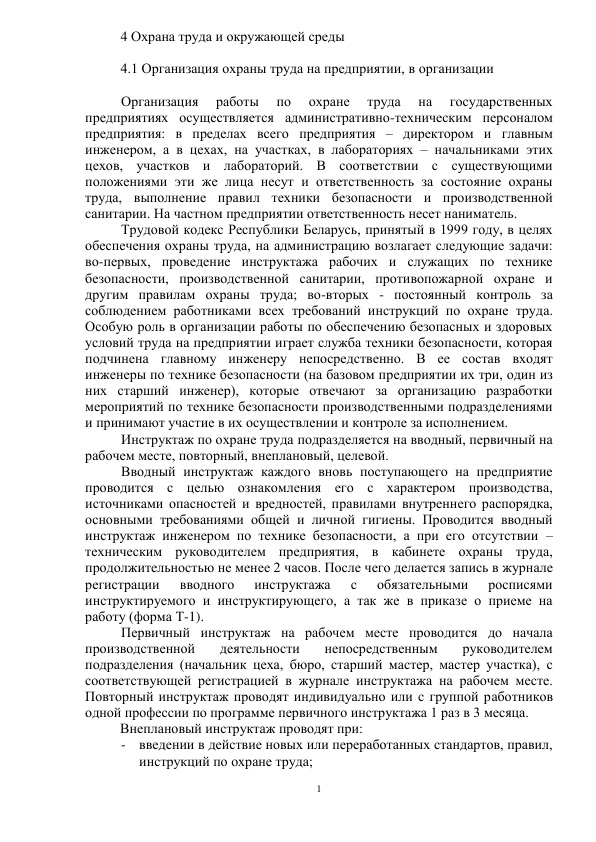 4 Охрана труда и окружающей среды
4.1 Организация охраны труда на предприятии, в организации
Организация работы по охране труда на государственных
предприятиях осуществляется административно-техническим персоналом
предприятия: в пределах всего предприятия – директором и главным
инженером, а в цехах, на участках, в лабораториях – начальниками этих
цехов, участков и лабораторий. В соответствии с существующими
положениями эти же лица несут и ответственность за состояние охраны
труда, выполнение правил техники безопасности и производственной
санитарии. На частном предприятии ответственность несет наниматель.
Трудовой кодекс Республики Беларусь, принятый в 1999 году, в целях
обеспечения охраны труда, на администрацию возлагает следующие задачи:
во-первых, проведение инструктажа рабочих и служащих по технике
безопасности, производственной санитарии, противопожарной охране и
другим правилам охраны труда; во-вторых - постоянный контроль за
соблюдением работниками всех требований инструкций по охране труда.
Особую роль в организации работы по обеспечению безопасных и здоровых
условий труда на предприятии играет служба техники безопасности, которая
подчинена главному инженеру непосредственно. В ее состав входят
инженеры по технике безопасности (на базовом предприятии их три, один из
них старший инженер), которые отвечают за организацию разработки
мероприятий по технике безопасности производственными подразделениями
и принимают участие в их осуществлении и контроле за исполнением.
Инструктаж по охране труда подразделяется на вводный, первичный на
рабочем месте, повторный, внеплановый, целевой.
Вводный инструктаж каждого вновь поступающего на предприятие
проводится с целью ознакомления его с характером производства,
источниками опасностей и вредностей, правилами внутреннего распорядка,
основными требованиями общей и личной гигиены. Проводится вводный
инструктаж инженером по технике безопасности, а при его отсутствии –
техническим руководителем предприятия, в кабинете охраны труда,
продолжительностью не менее 2 часов. После чего делается запись в журнале
регистрации вводного инструктажа с обязательными росписями
инструктируемого и инструктирующего, а так же в приказе о приеме на
работу (форма Т-1).
Первичный инструктаж на рабочем месте проводится до начала
производственной деятельности непосредственным руководителем
подразделения (начальник цеха, бюро, старший мастер, мастер участка), с
соответствующей регистрацией в журнале инструктажа на рабочем месте.
Повторный инструктаж проводят индивидуально или с группой работников
одной профессии по программе первичного инструктажа 1 раз в 3 месяца.
Внеплановый инструктаж проводят при:
- введении в действие новых или переработанных стандартов, правил,
инструкций по охране труда;
1